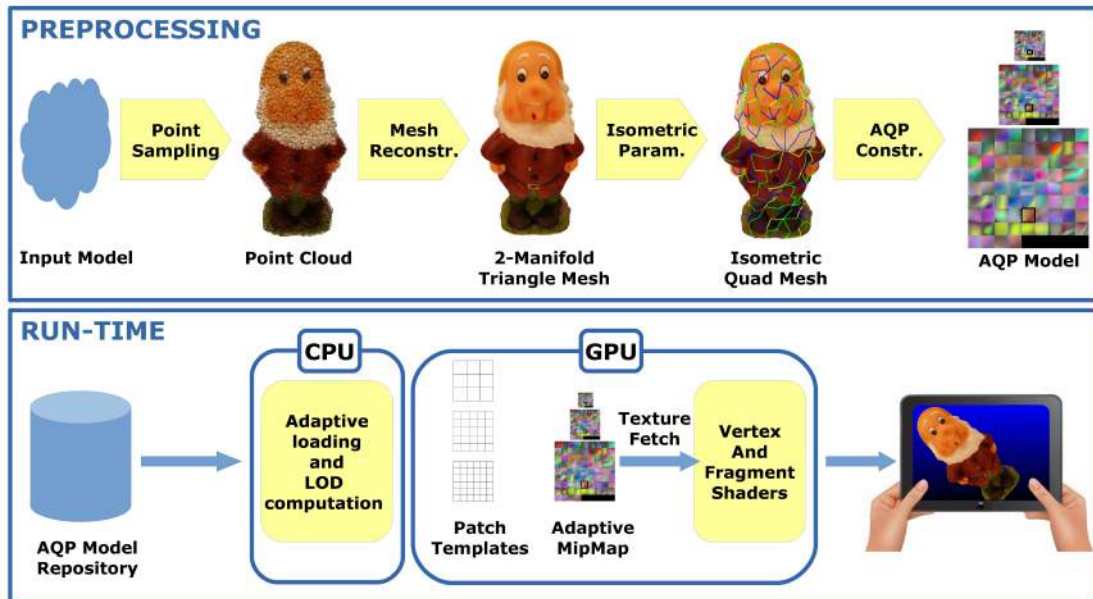 PREPROCESSING
Point
Sampling
Mesh
Reconstr.
Isometric
Param.
AQP
Constr.
Input Model
Point Cloud
2-Manifold
Triangle Mesh
Isometric
Quad Mesh
AQP Model
RUN-TIME
CPU
GPU
Adaptive
loading
and
LOD
computation
Texture
Fetch
Vertex
And
Fragment
Shaders
AQP Model
Repository
Patch
Templates
Adaptive
MipMap